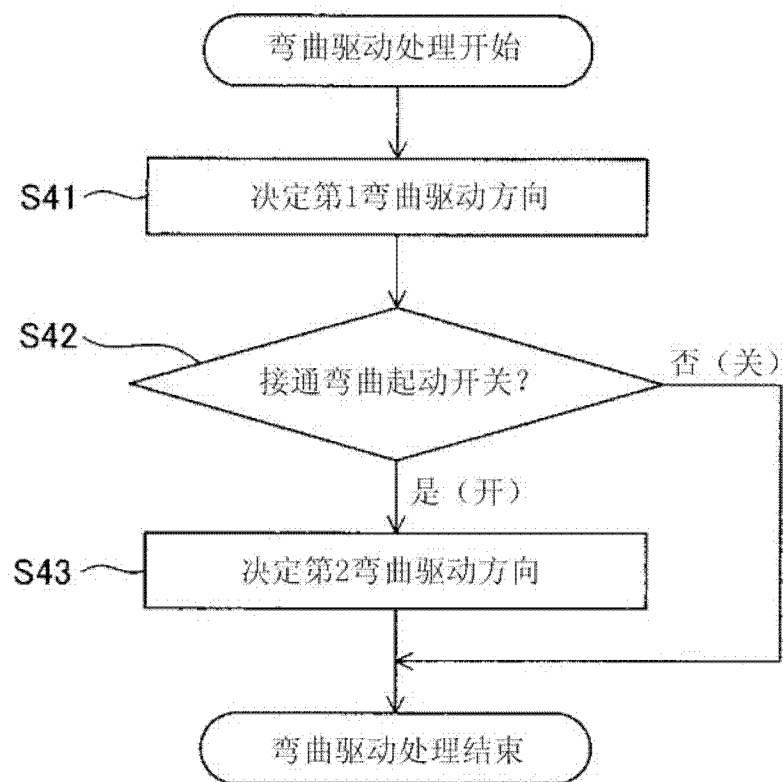 弯曲驱动处理开始
S41
决定第1弯曲驱动方向
S42
接通弯曲起动开关?
否(关)
是(开)
S43
决定第2弯曲驱动方向
弯曲驱动处理结束